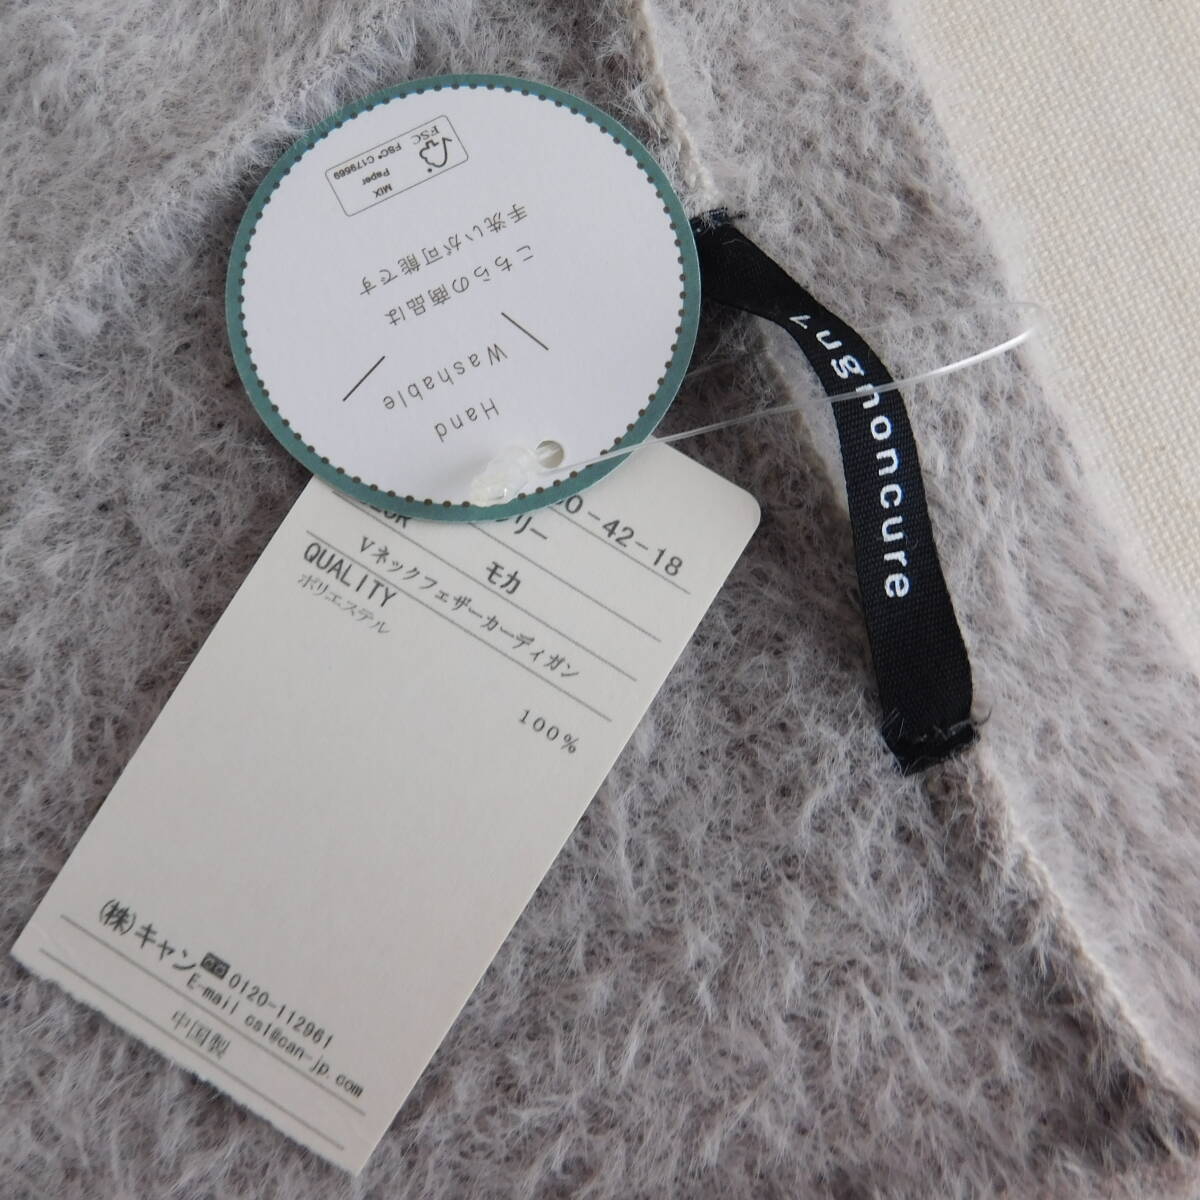 Hand
Washable
こちらの商品は
手洗いが可能です
MIX
Paper
FSC
FSC® C179569
0-42-18
リー
モカ
Vネックフェザーカーディガン
QUALITY
ポリエステル
100%
(株)キャン 0120-112961
E-mail cs1@can-jp.com
中国製
ugnoncure